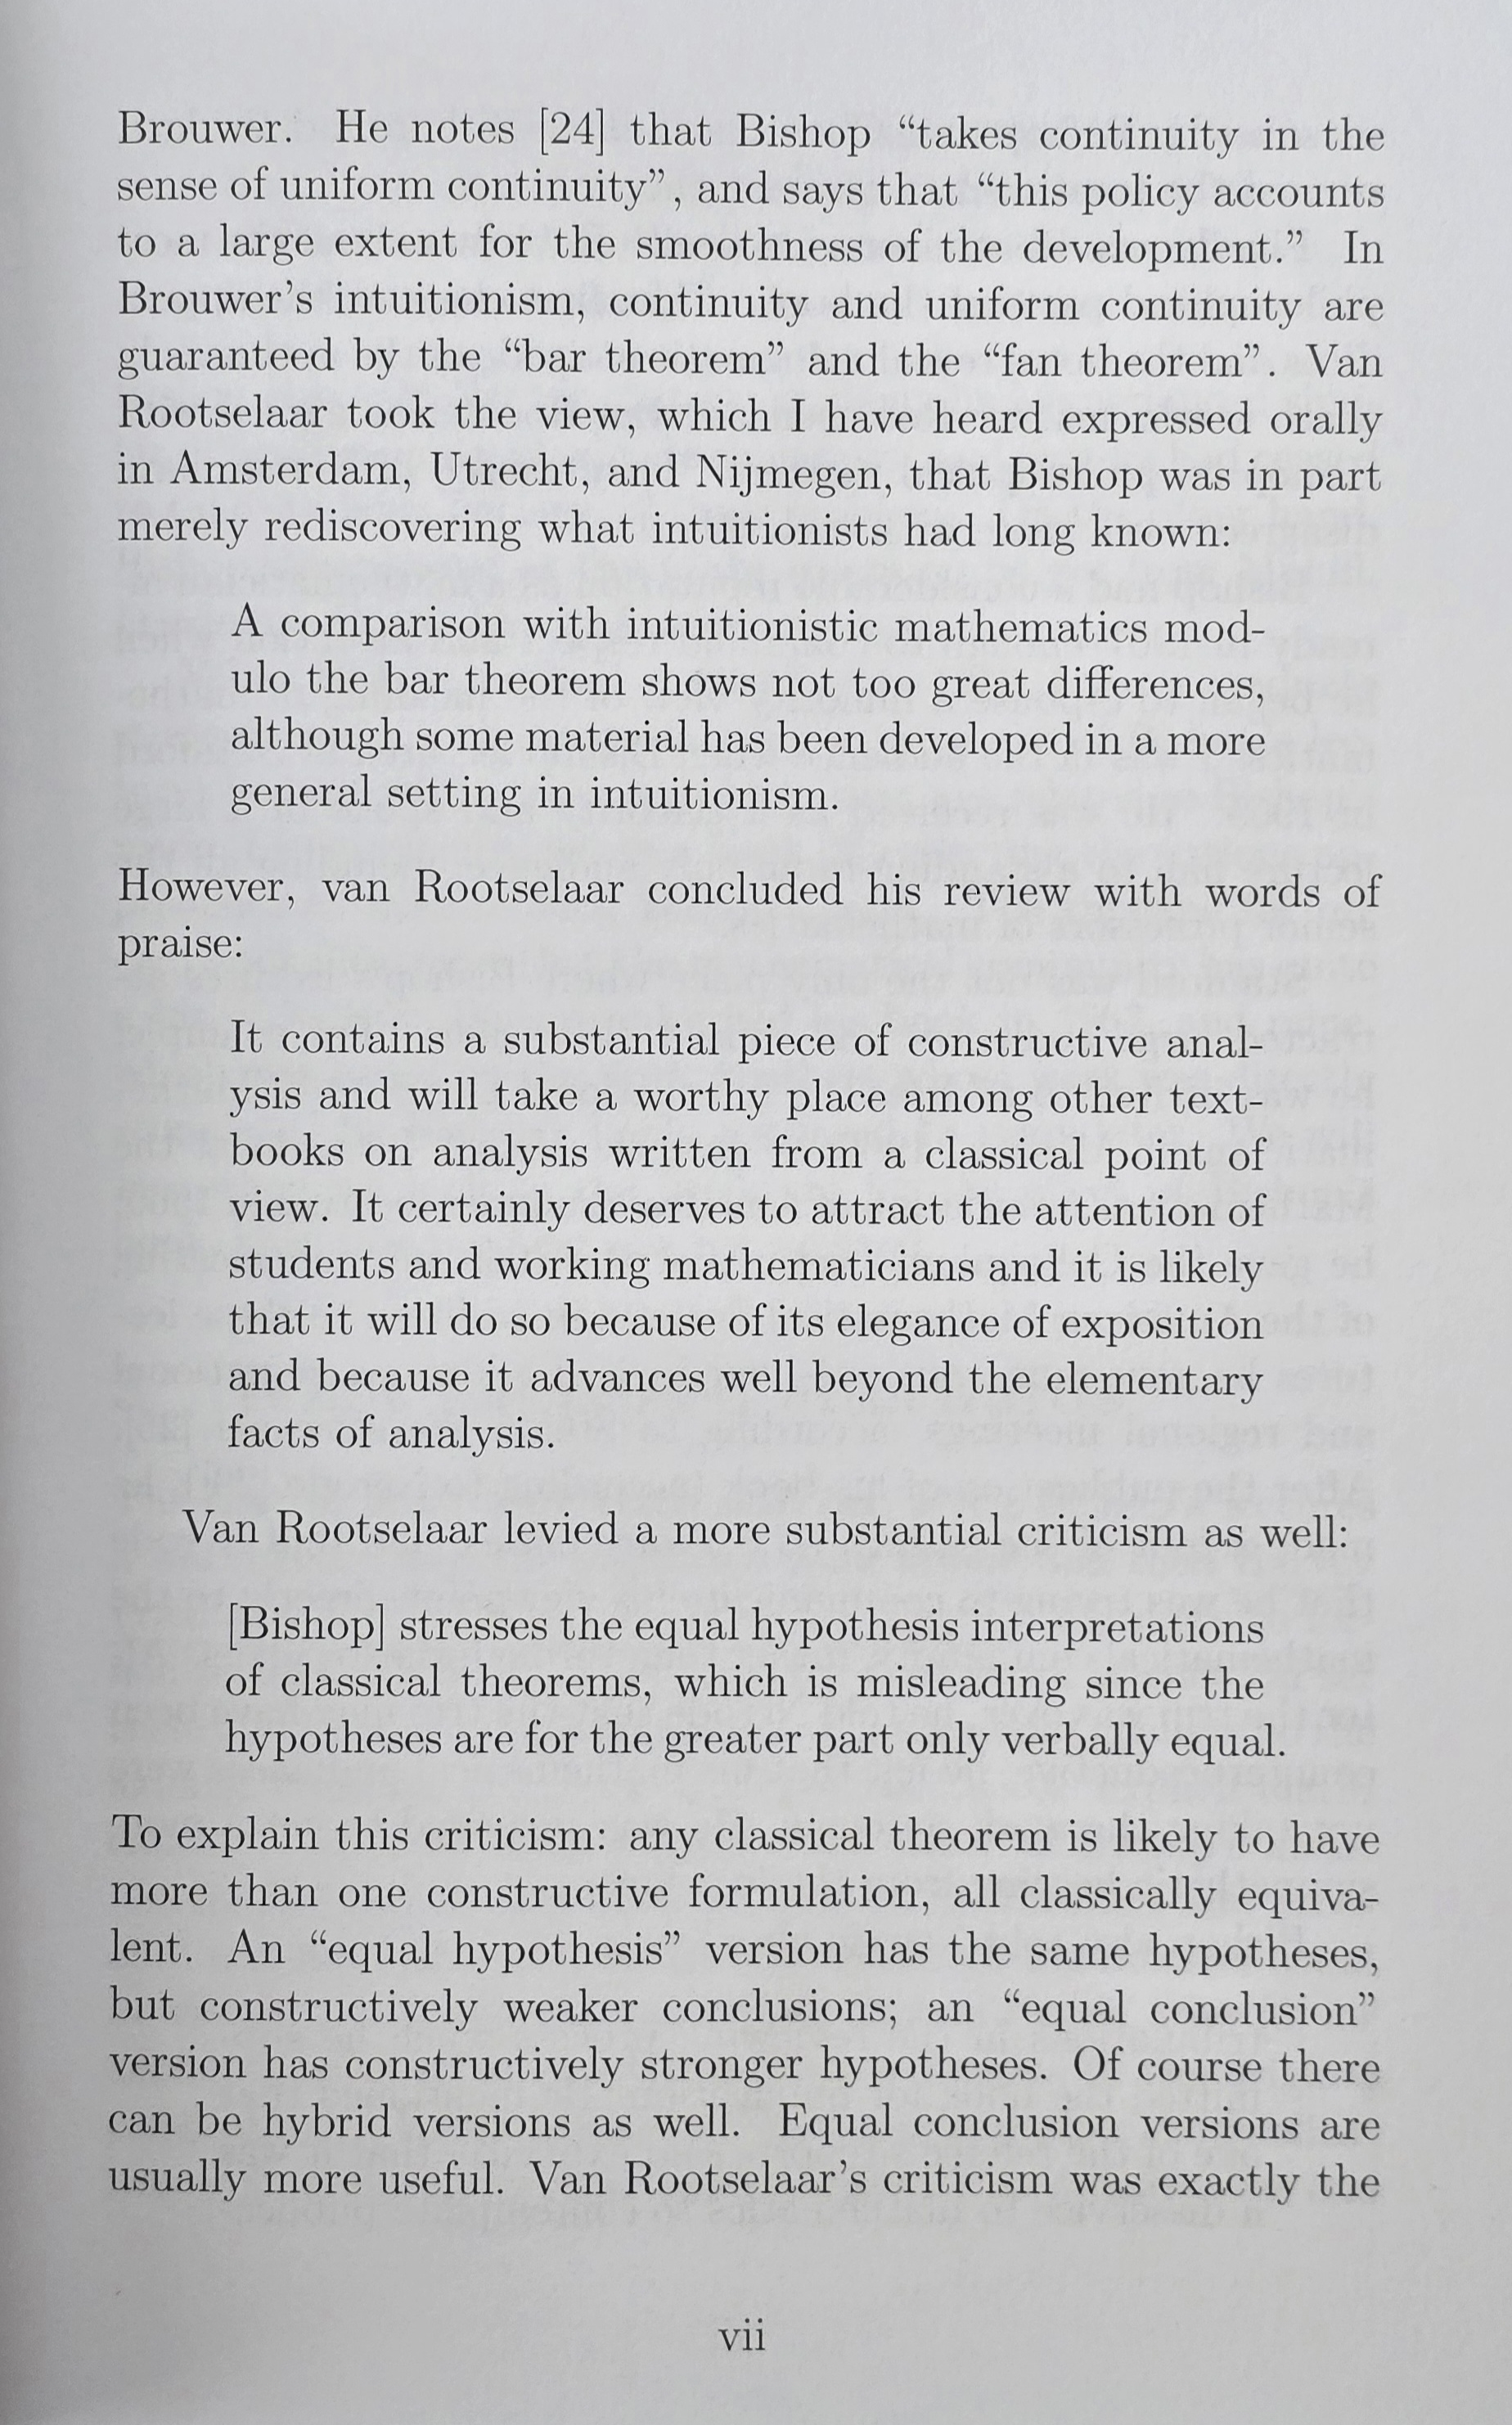 Brouwer. He notes [24] that Bishop “takes continuity in the
sense of uniform continuity”, and says that “this policy accounts
to a large extent for the smoothness of the development.” In
Brouwer’s intuitionism, continuity and uniform continuity are
guaranteed by the “bar theorem” and the “fan theorem”. Van
Rootselaar took the view, which I have heard expressed orally
in Amsterdam, Utrecht, and Nijmegen, that Bishop was in part
merely rediscovering what intuitionists had long known:
A comparison with intuitionistic mathematics mod-
ulo the bar theorem shows not too great differences,
although some material has been developed in a more
general setting in intuitionism.
However, van Rootselaar concluded his review with words of
praise:
It contains a substantial piece of constructive anal-
ysis and will take a worthy place among other text-
books on analysis written from a classical point of
view. It certainly deserves to attract the attention of
students and working mathematicians and it is likely
that it will do so because of its elegance of exposition
and because it advances well beyond the elementary
facts of analysis.
Van Rootselaar levied a more substantial criticism as well:
[Bishop] stresses the equal hypothesis interpretations
of classical theorems, which is misleading since the
hypotheses are for the greater part only verbally equal.
To explain this criticism: any classical theorem is likely to have
more than one constructive formulation, all classically equiva-
lent. An “equal hypothesis” version has the same hypotheses,
but constructively weaker conclusions; an “equal conclusion”
version has constructively stronger hypotheses. Of course there
can be hybrid versions as well. Equal conclusion versions are
usually more useful. Van Rootselaar’s criticism was exactly the
vii